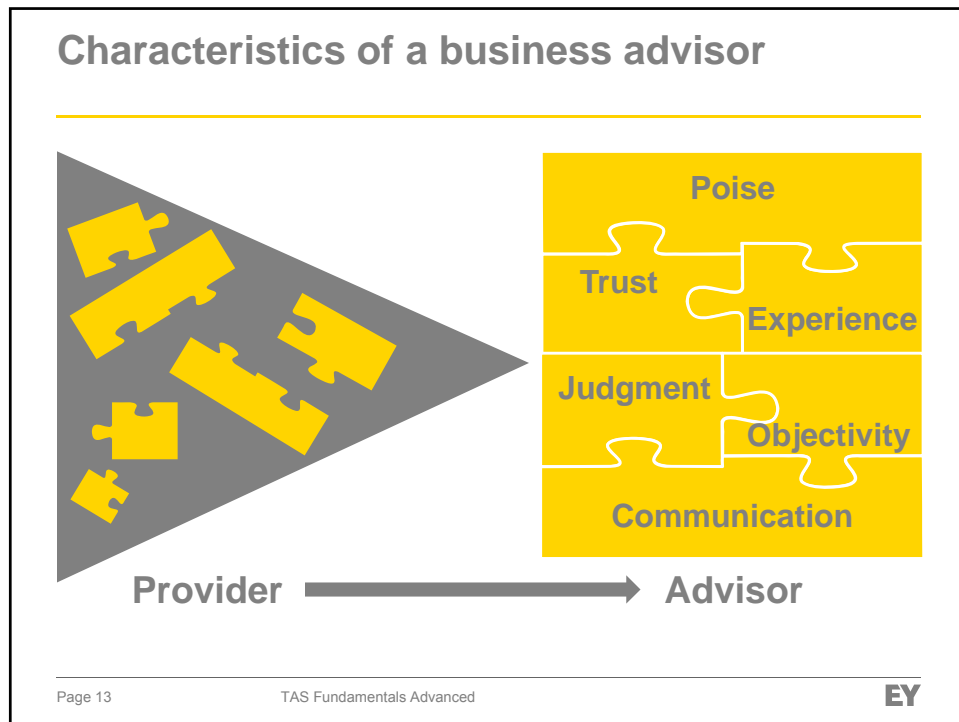 Characteristics of a business advisor
Poise
Trust
Experience
Judgment
Objectivity
Communication
Provider
Advisor
Page 13
TAS Fundamentals Advanced
EY